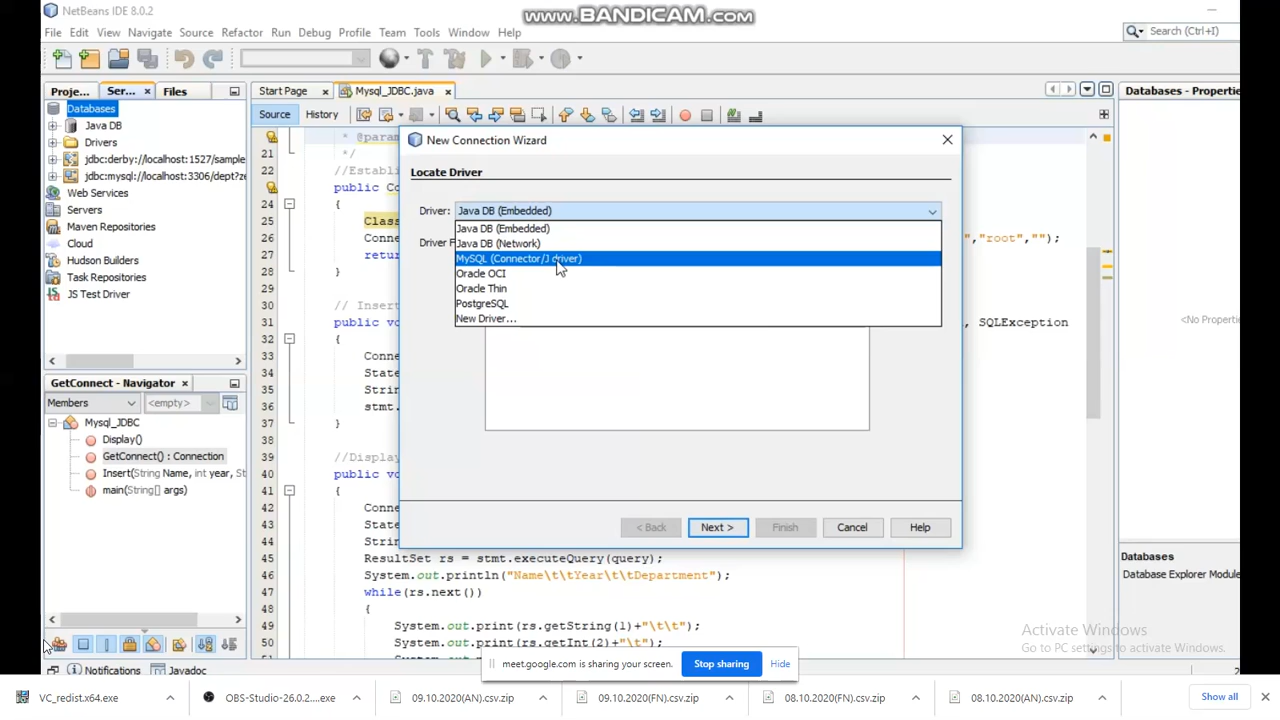 NetBeans IDE 8.0.2
www.BANDICAM.com
File Edit View Navigate Source Refactor Run Debug Profile Team Tools Window Help
Search (Ctrl+I)
Proje... Ser... × Files
Start Page × Mysql_JDBC.java ×
Databases - Properti
Source History
Databases
Java DB
Drivers
jdbc:derby://localhost:1527/sample
jdbc:mysql://localhost:3306/dept?ze
Web Services
Servers
Maven Repositories
Cloud
Hudson Builders
Task Repositories
JS Test Driver
GetConnect - Navigator ×
Members <empty>
Mysql_JDBC
Display()
GetConnect() : Connection
Insert(String Name, int year, St
main(String[] args)
* @param
21 */
22 //Establi
23 public Co
24 {
25 Class
26 Conne ","root","");
27 retur
28 }
29
30 // Insert
31 public vo , SQLException
32 {
33 Conne
34 State
35 Strin
36 stmt.
37 }
38
39 //Display
40 public vo
41 {
42 Conne
43 State
44 Strin
45 ResultSet rs = stmt.executeQuery(query);
46 System.out.println("Name\t\tYear\t\tDepartment");
47 while(rs.next())
48 {
49 System.out.print(rs.getString(1)+"\t\t");
50 System.out.print(rs.getInt(2)+"\t");
New Connection Wizard
Locate Driver
Driver: Java DB (Embedded)
Driver F
Java DB (Embedded)
Java DB (Network)
MySQL (Connector/J driver)
Oracle OCI
Oracle Thin
PostgreSQL
New Driver...
< Back Next > Finish Cancel Help
<No Properti
Databases
Database Explorer Module
Activate Windows
Go to PC settings to activate Windows.
Notifications Javadoc
meet.google.com is sharing your screen. Stop sharing Hide
VC_redist.x64.exe OBS-Studio-26.0.2....exe 09.10.2020(AN).csv.zip 09.10.2020(FN).csv.zip 08.10.2020(FN).csv.zip 08.10.2020(AN).csv.zip Show all